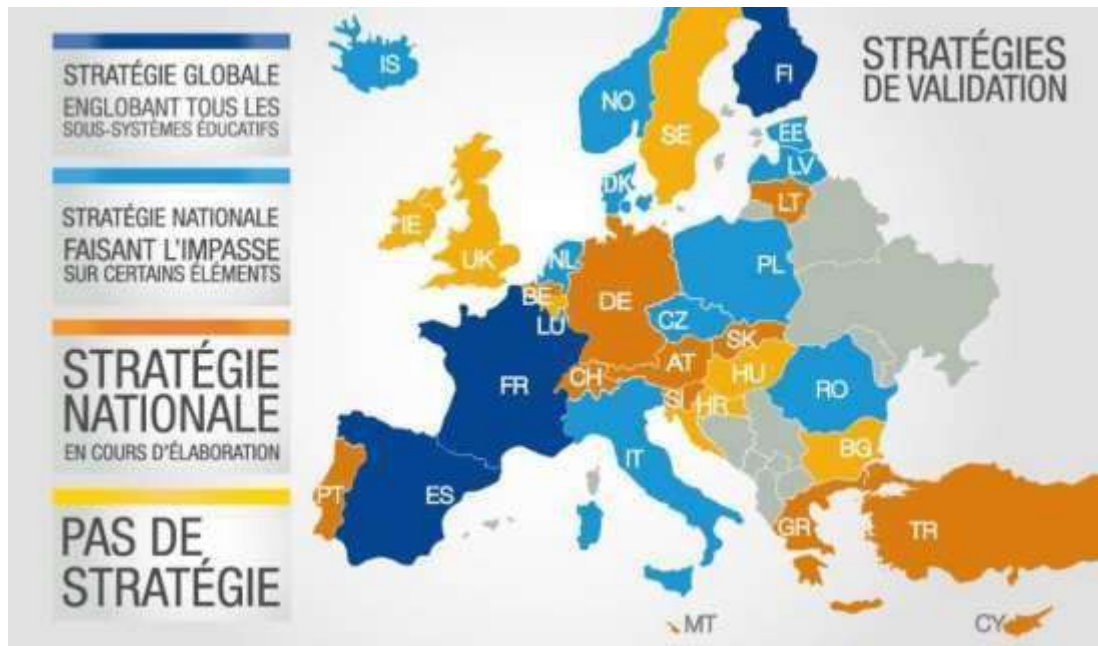 STRATÉGIE GLOBALE
ENGLOBANT TOUS LES
SOUS-SYSTÈMES ÉDUCATIFS
STRATÉGIE NATIONALE
FAISANT L'IMPASSE
SUR CERTAINS ÉLÉMENTS
STRATÉGIE
NATIONALE
EN COURS D'ÉLABORATION
PAS DE
STRATÉGIE
STRATÉGIES
DE VALIDATION
IS
FI
NO
SE
EE
LV
DK
LT
IE
UK
NL
PL
BE
DE
LU
CZ
SK
FR
CH
AT
HU
SI
HR
RO
IT
BG
PT
ES
GR
TR
MT
CY